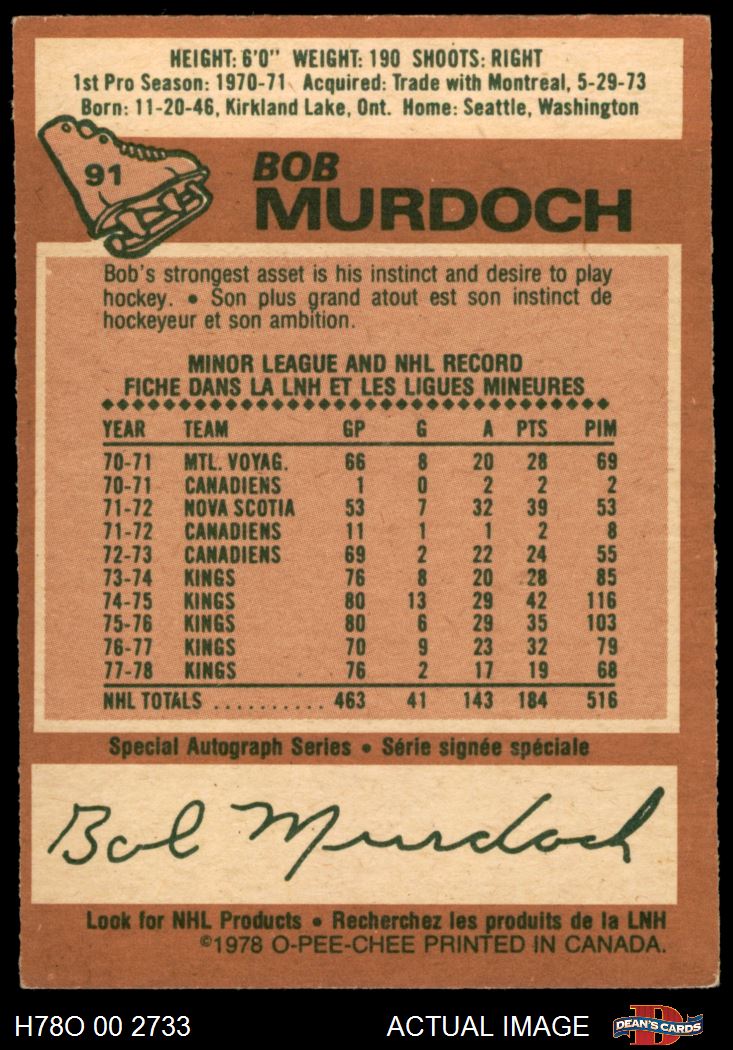 HEIGHT: 6'0" WEIGHT: 190 SHOOTS: RIGHT
1st Pro Season: 1970-71 Acquired: Trade with Montreal, 5-29-73
Born: 11-20-46, Kirkland Lake, Ont. Home: Seattle, Washington
91
BOB
MURDOCH
Bob's strongest asset is his instinct and desire to play
hockey. • Son plus grand atout est son instinct de
hockeyeur et son ambition.
MINOR LEAGUE AND NHL RECORD
FICHE DANS LA LNH ET LES LIGUES MINEURES
YEAR TEAM GP G A PTS PIM
70-71 MTL. VOYAG. 66 8 20 28 69
70-71 CANADIENS 1 0 2 2 2
71-72 NOVA SCOTIA 53 7 32 39 53
71-72 CANADIENS 11 1 1 2 8
72-73 CANADIENS 69 2 22 24 55
73-74 KINGS 76 8 20 28 85
74-75 KINGS 80 13 29 42 116
75-76 KINGS 80 6 29 35 103
76-77 KINGS 70 9 23 32 79
77-78 KINGS 76 2 17 19 68
NHL TOTALS .......... 463 41 143 184 516
Special Autograph Series • Série signée spéciale
Bob Murdoch
Look for NHL Products • Recherchez les produits de la LNH
©1978 O-PEE-CHEE PRINTED IN CANADA.
H78O 00 2733 ACTUAL IMAGE D DEAN'S CARDS